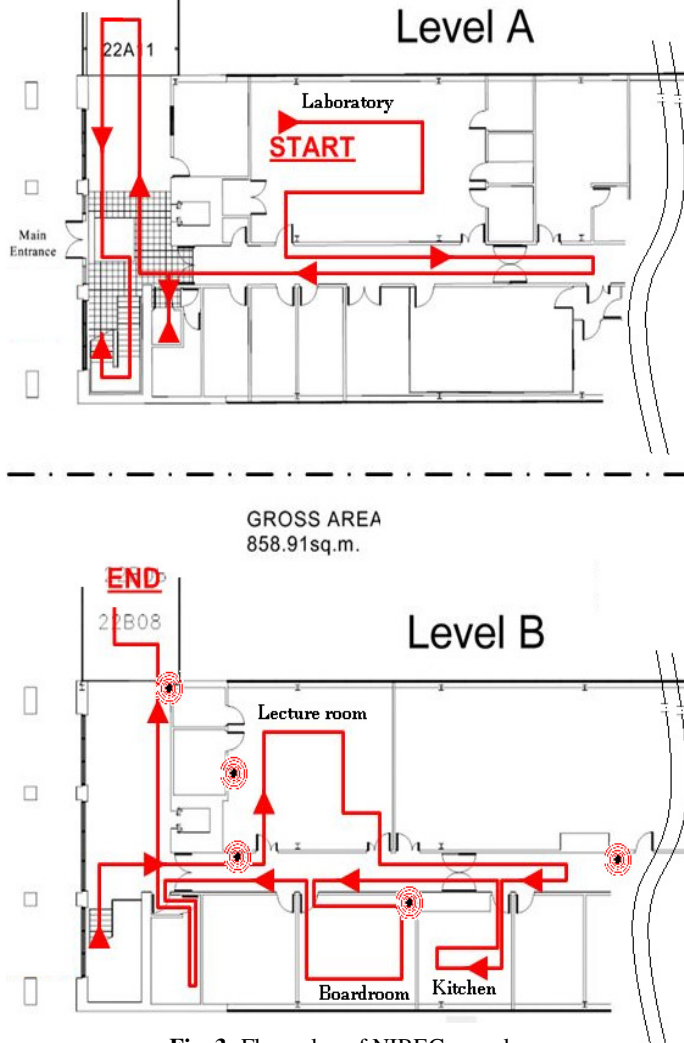 Level A
22A11
Laboratory
START
Main
Entrance
GROSS AREA
858.91sq.m.
END
22B08
Level B
Lecture room
Boardroom
Kitchen